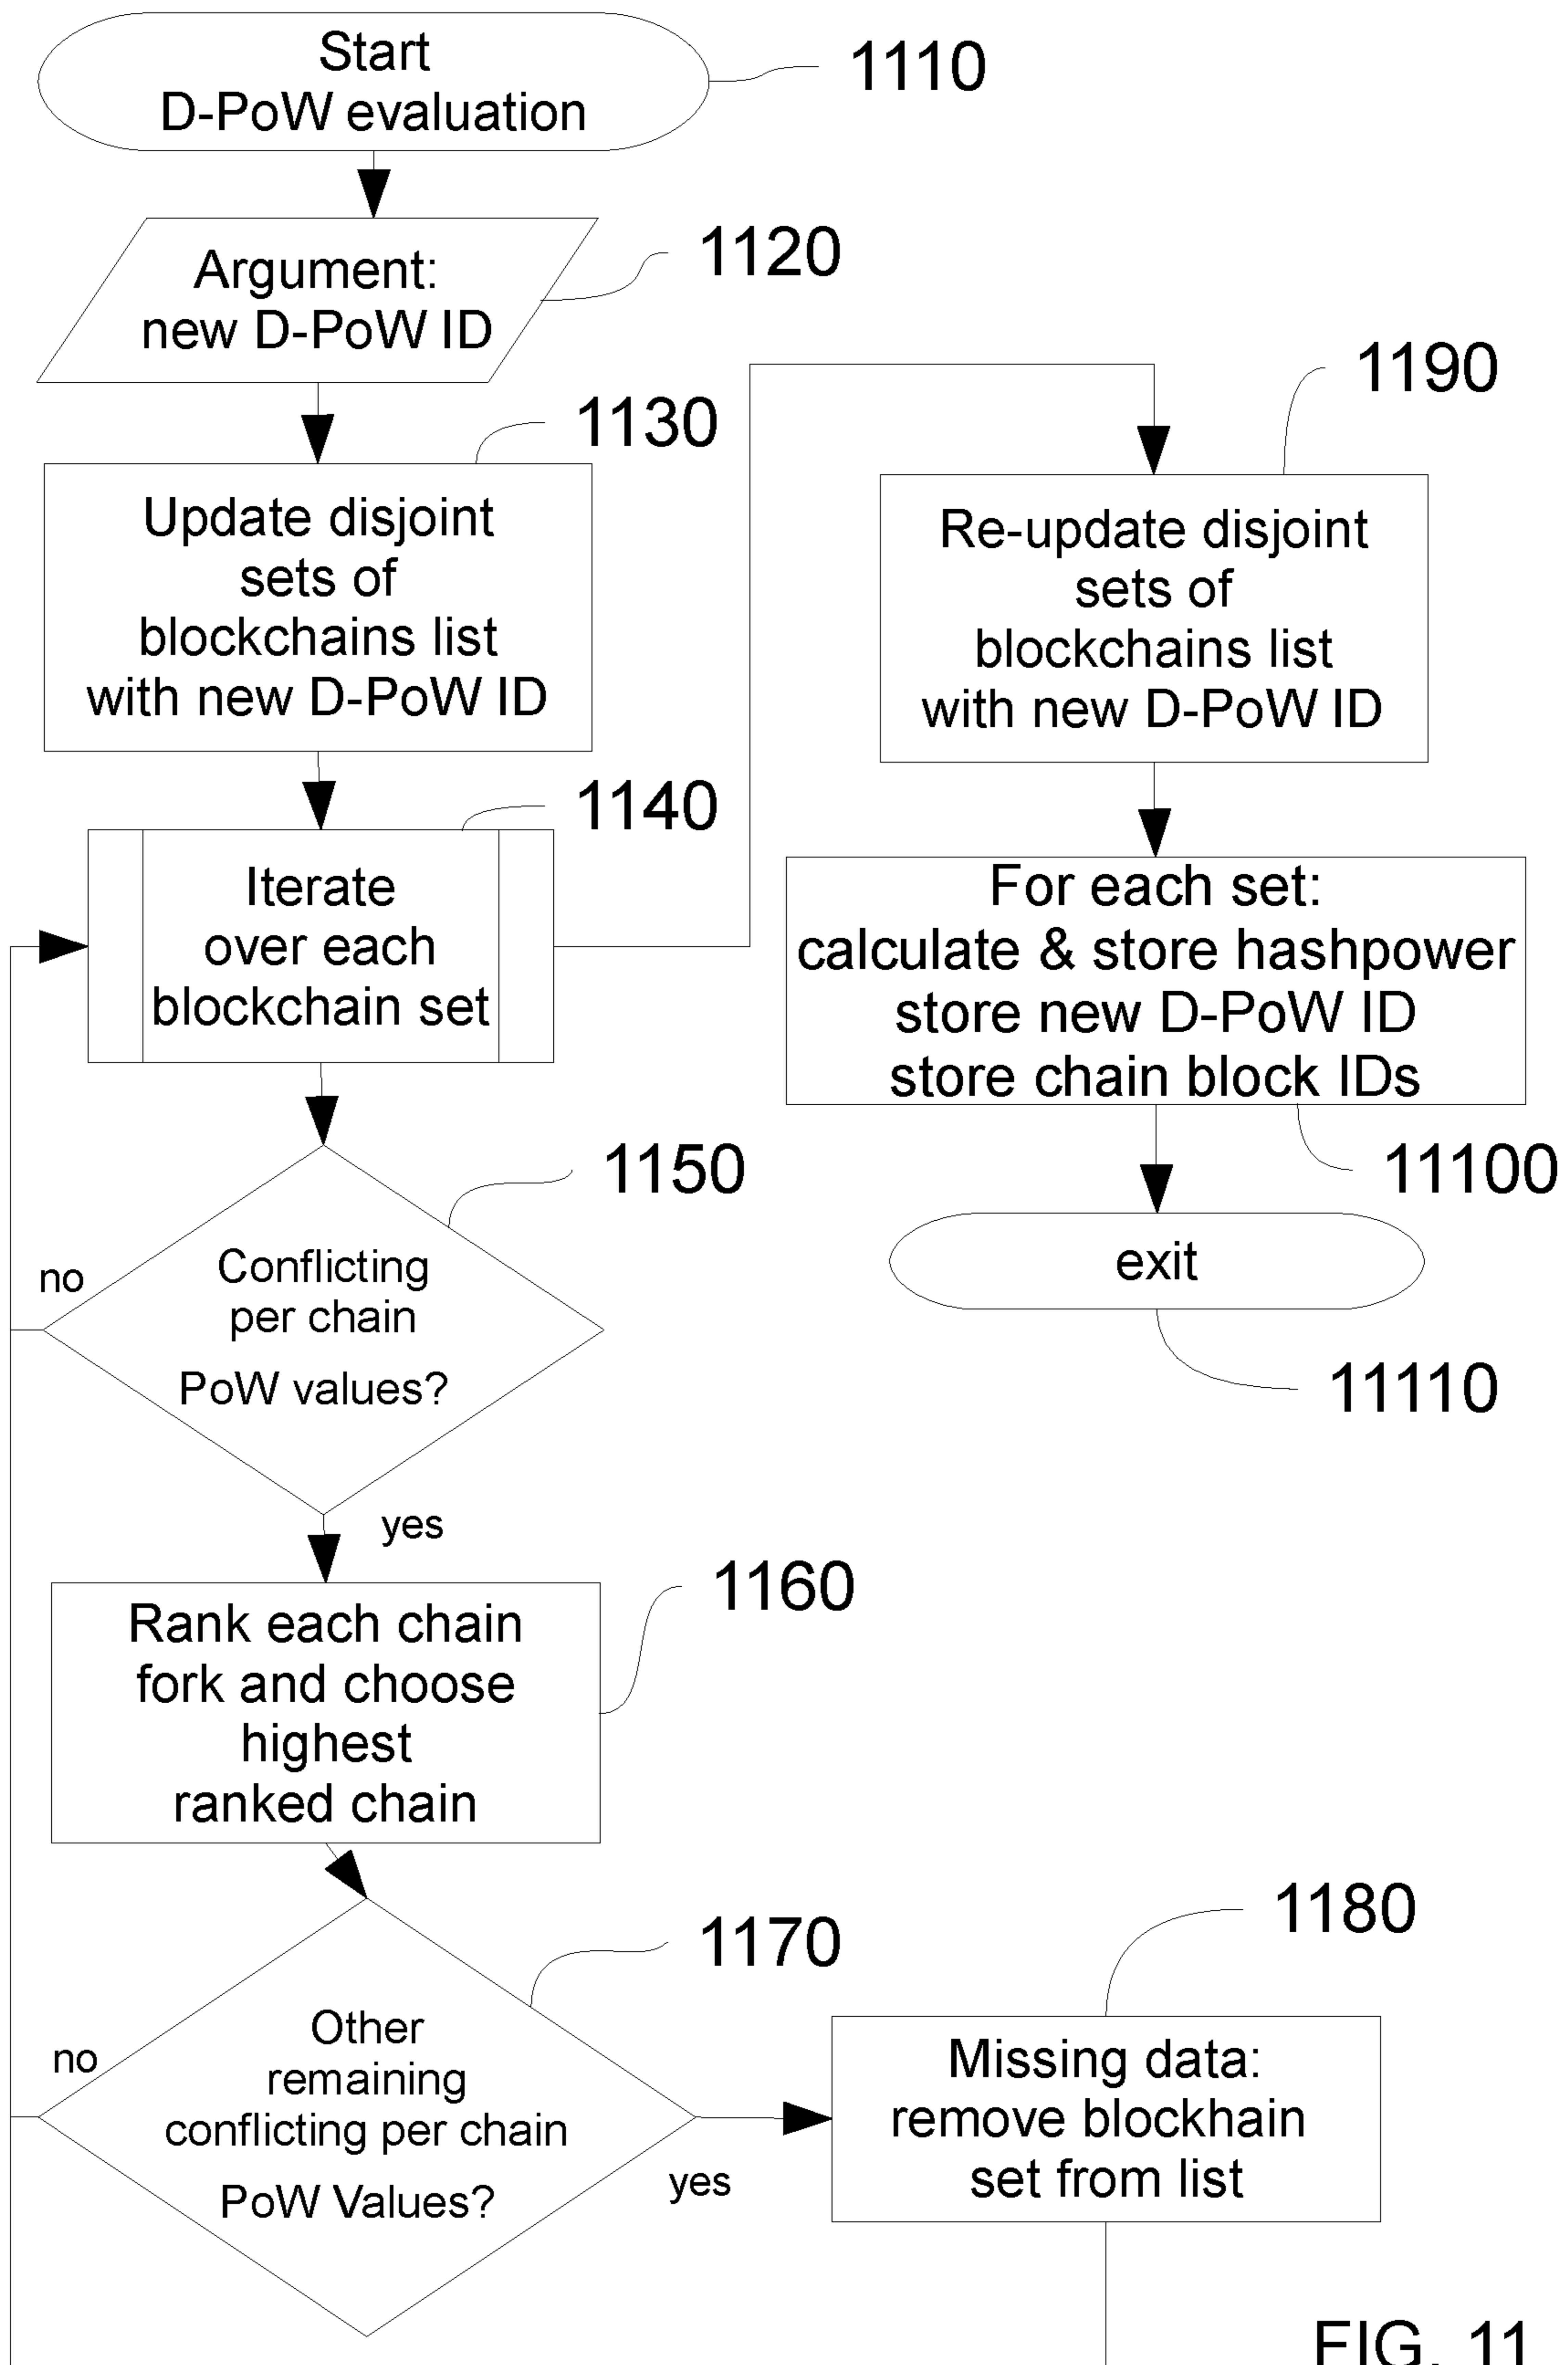 Start
D-PoW evaluation
1110
Argument:
new D-PoW ID
1120
1130
Update disjoint
sets of
blockchains list
with new D-PoW ID
1140
Iterate
over each
blockchain set
1150
no
Conflicting
per chain
PoW values?
yes
1160
Rank each chain
fork and choose
highest
ranked chain
1170
no
Other
remaining
conflicting per chain
PoW Values?
yes
1180
Missing data:
remove blockhain
set from list
1190
Re-update disjoint
sets of
blockchains list
with new D-PoW ID
For each set:
calculate & store hashpower
store new D-PoW ID
store chain block IDs
11100
exit
11110
FIG. 11